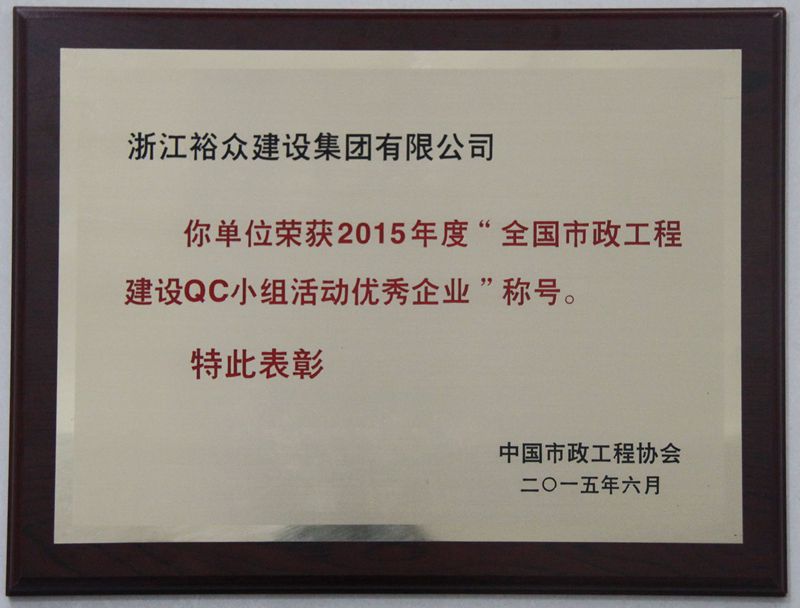 浙江裕众建设集团有限公司
你单位荣获2015年度“全国市政工程
建设QC小组活动优秀企业”称号。
特此表彰
中国市政工程协会
二〇一五年六月